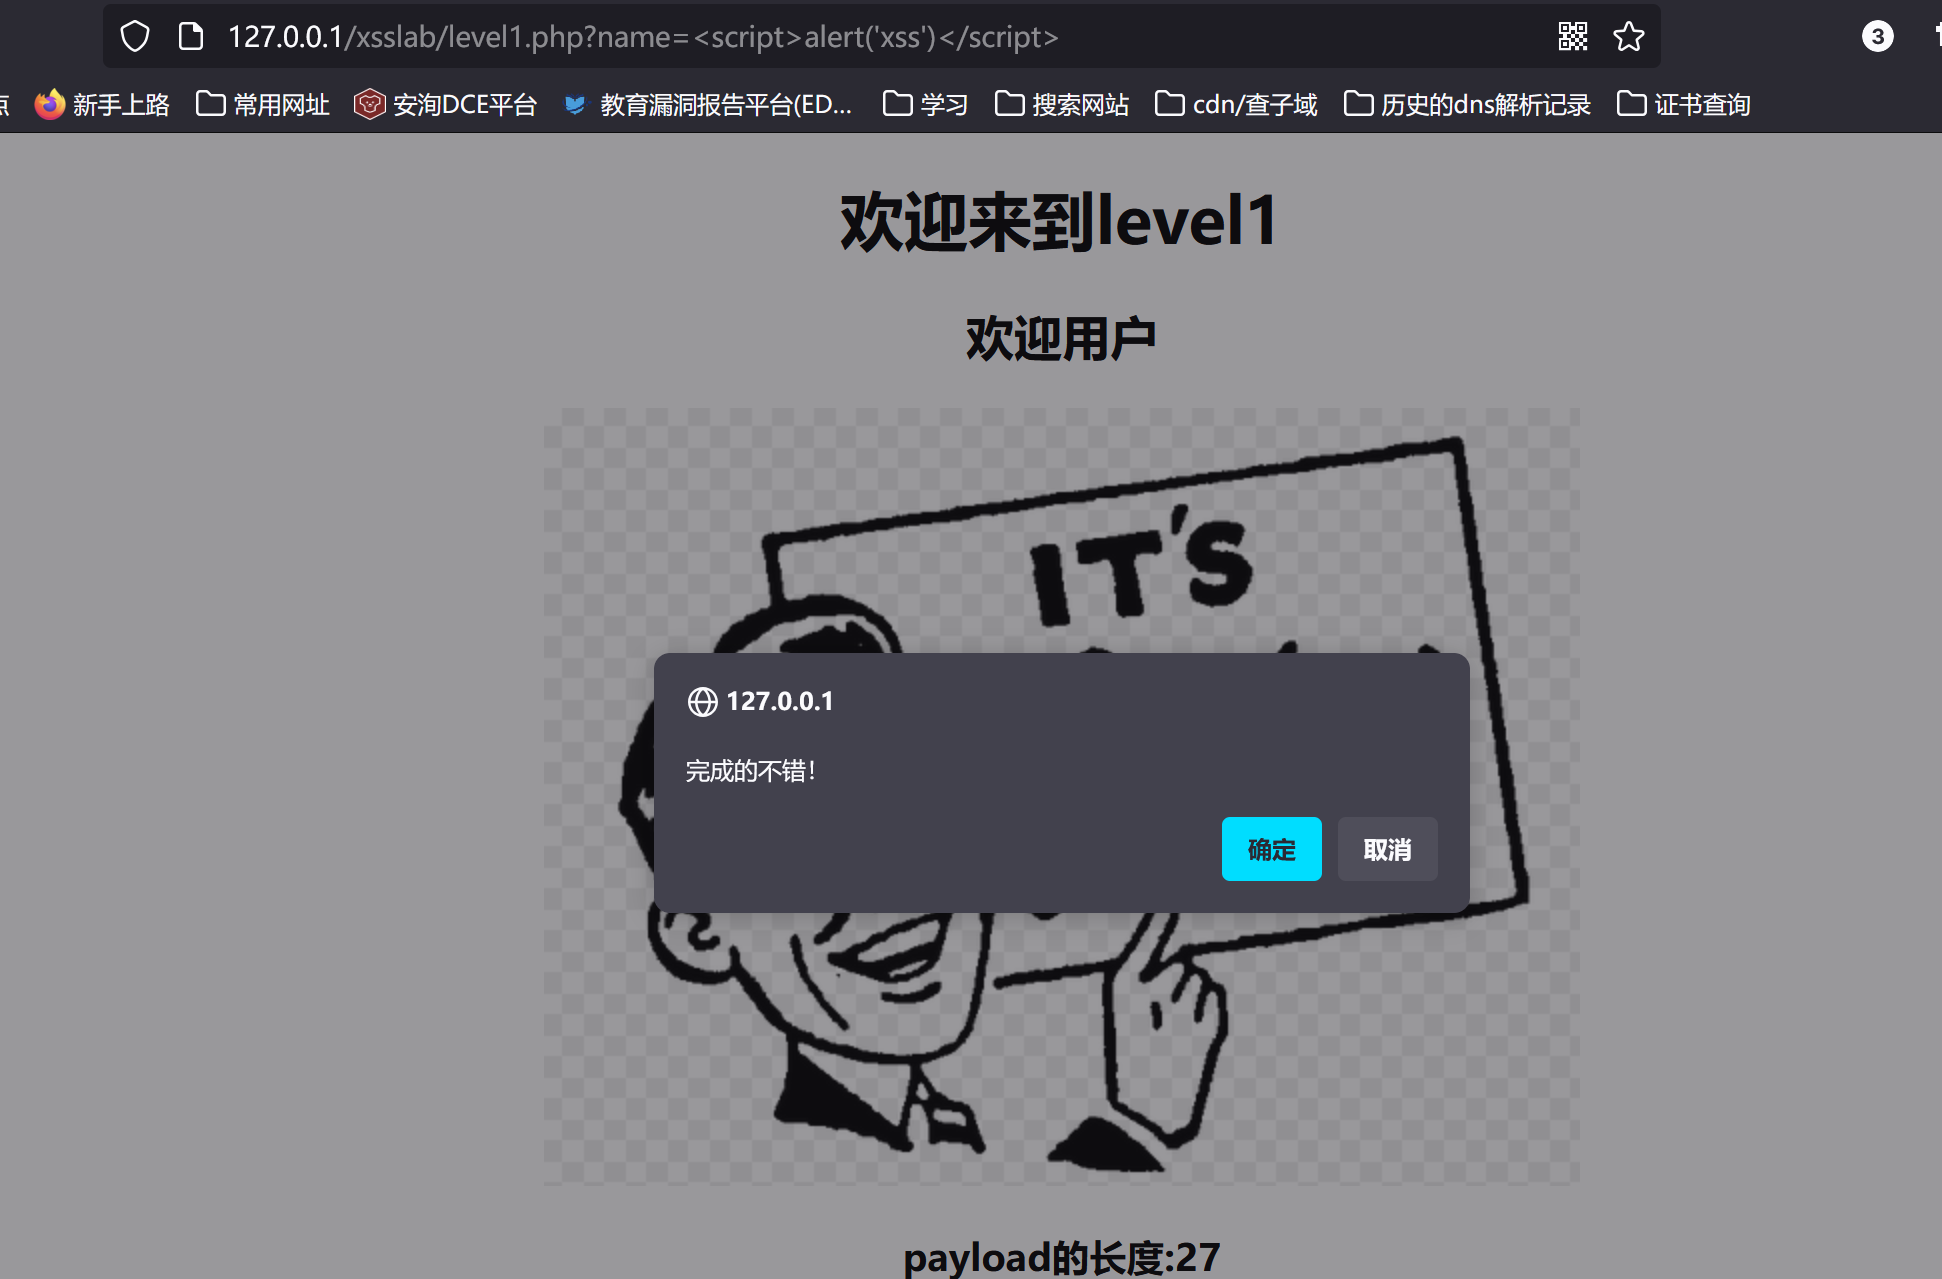 127.0.0.1/xsslab/level1.php?name=<script>alert('xss')</script>
3
点 新手上路 常用网址 安洵DCE平台 教育漏洞报告平台(ED... 学习 搜索网站 cdn/查子域 历史的dns解析记录 证书查询
欢迎来到level1
欢迎用户
IT'S
127.0.0.1
完成的不错!
确定 取消
payload的长度:27